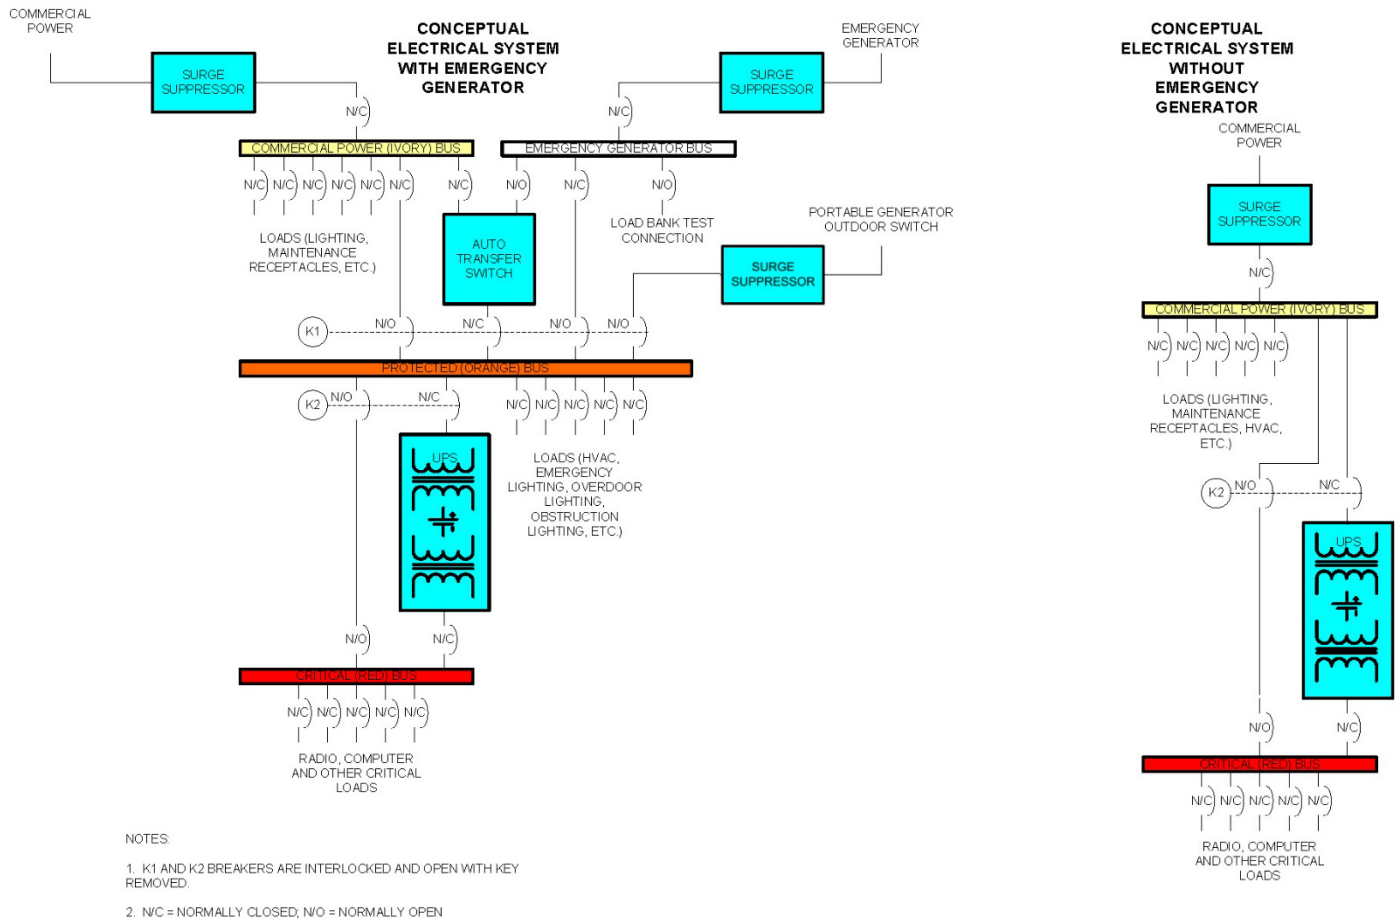 COMMERCIAL
POWER
CONCEPTUAL
ELECTRICAL SYSTEM
WITH EMERGENCY
GENERATOR
EMERGENCY
GENERATOR
SURGE
SUPPRESSOR
SURGE
SUPPRESSOR
N/C
N/C
COMMERCIAL POWER (IVORY) BUS
EMERGENCY GENERATOR BUS
N/C
N/C
N/C
N/C
N/C
N/C
N/C
N/O
N/C
N/O
LOADS (LIGHTING,
MAINTENANCE
RECEPTACLES, ETC.)
AUTO
TRANSFER
SWITCH
LOAD BANK TEST
CONNECTION
PORTABLE GENERATOR
OUTDOOR SWITCH
SURGE
SUPPRESSOR
K1
N/O
N/C
N/O
N/O
PROTECTED (ORANGE) BUS
K2
N/O
N/C
N/C
N/C
N/C
N/C
N/C
UPS
LOADS (HVAC,
EMERGENCY
LIGHTING, OVERDOOR
LIGHTING,
OBSTRUCTION
LIGHTING, ETC.)
N/O
N/C
CRITICAL (RED) BUS
N/C
N/C
N/C
N/C
N/C
RADIO, COMPUTER
AND OTHER CRITICAL
LOADS
NOTES:
1. K1 AND K2 BREAKERS ARE INTERLOCKED AND OPEN WITH KEY
REMOVED.
2. N/C = NORMALLY CLOSED; N/O = NORMALLY OPEN
CONCEPTUAL
ELECTRICAL SYSTEM
WITHOUT
EMERGENCY
GENERATOR
COMMERCIAL
POWER
SURGE
SUPPRESSOR
N/C
COMMERCIAL POWER (IVORY) BUS
N/C
N/C
N/C
N/C
N/C
LOADS (LIGHTING,
MAINTENANCE
RECEPTACLES, HVAC,
ETC.)
K2
N/O
N/C
UPS
N/O
N/C
CRITICAL (RED) BUS
N/C
N/C
N/C
N/C
N/C
RADIO, COMPUTER
AND OTHER CRITICAL
LOADS